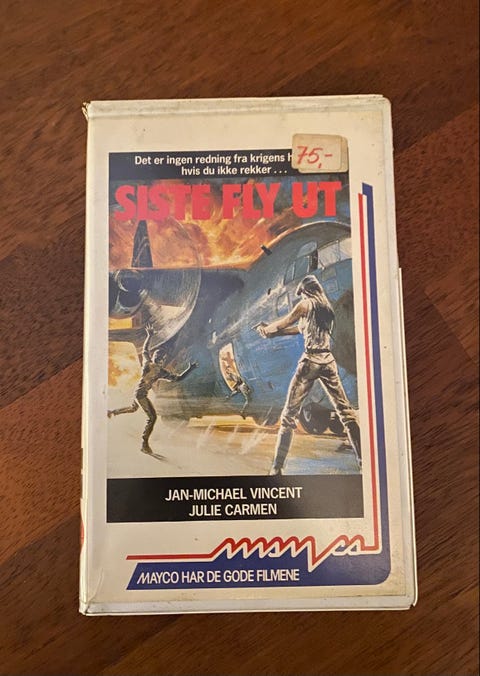 Det er ingen redning fra krigens
hvis du ikke rekker...
75,-
SISTE FLY UT
JAN-MICHAEL VINCENT
JULIE CARMEN
mayco
MAYCO HAR DE GODE FILMENE